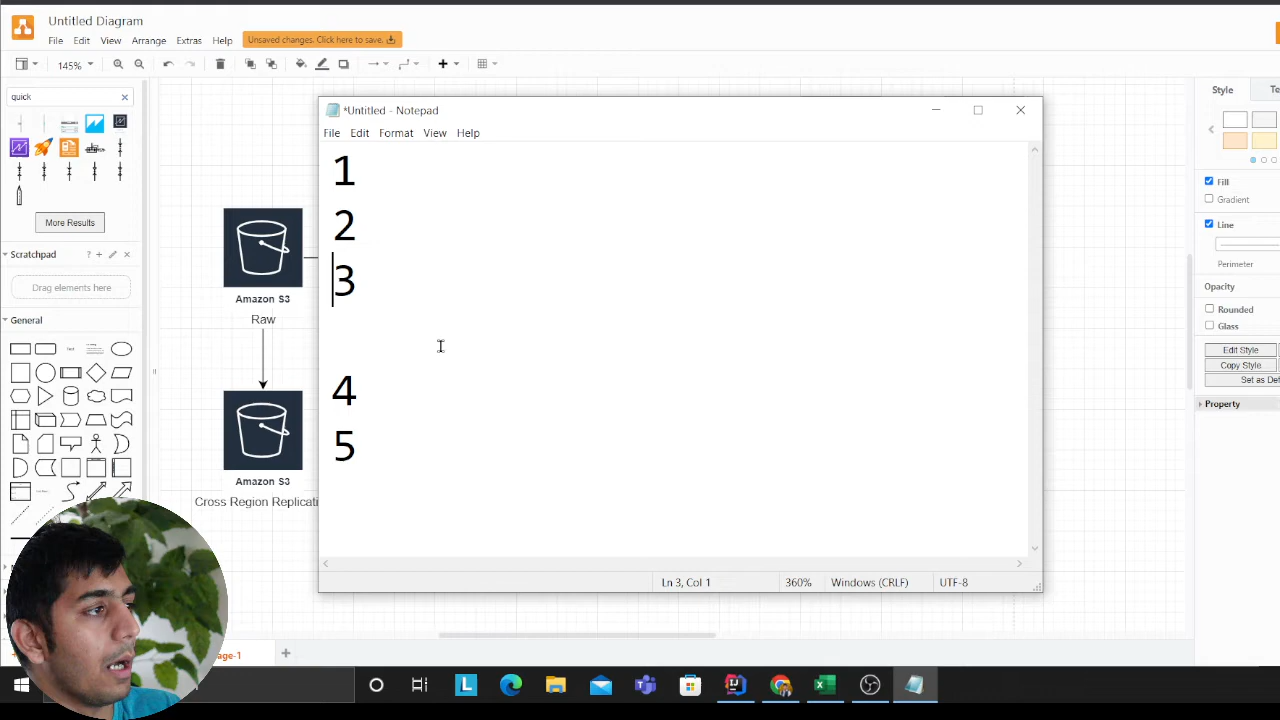 Untitled Diagram
File Edit View Arrange Extras Help
Unsaved changes. Click here to save.
145%
quick
More Results
Scratchpad
Drag elements here
General
Amazon S3
Raw
Amazon S3
Cross Region Replicati
*Untitled - Notepad
File Edit Format View Help
1
2
3
4
5
Ln 3, Col 1 360% Windows (CRLF) UTF-8
Style Te
Fill
Gradient
Line
Perimeter
Opacity
Rounded
Glass
Edit Style
Copy Style
Set as Def
Property
age-1